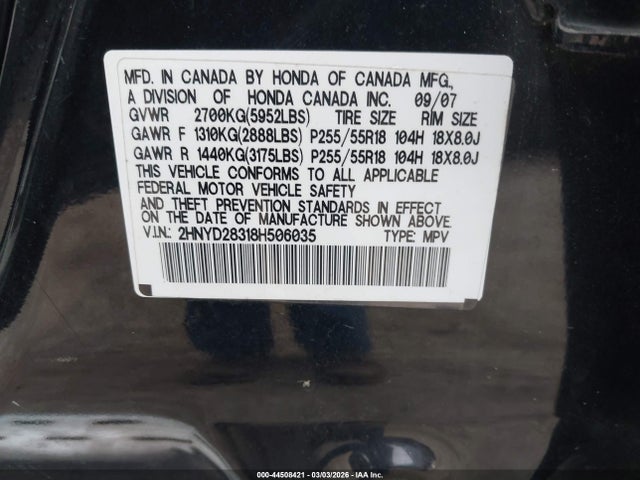 MFD. IN CANADA BY HONDA OF CANADA MFG.,
A DIVISION OF HONDA CANADA INC. 09/07
GVWR 2700KG(5952LBS) TIRE SIZE RIM SIZE
GAWR F 1310KG(2888LBS) P255/55R18 104H 18X8.0J
GAWR R 1440KG(3175LBS) P255/55R18 104H 18X8.0J
THIS VEHICLE CONFORMS TO ALL APPLICABLE
FEDERAL MOTOR VEHICLE SAFETY
AND THEFT PREVENTION STANDARDS IN EFFECT
ON THE DATE OF MANUFACTURE SHOWN ABOVE.
V.I.N.: 2HNYD28318H506035 TYPE: MPV
000-44508421 - 03/03/2026 - IAA Inc.